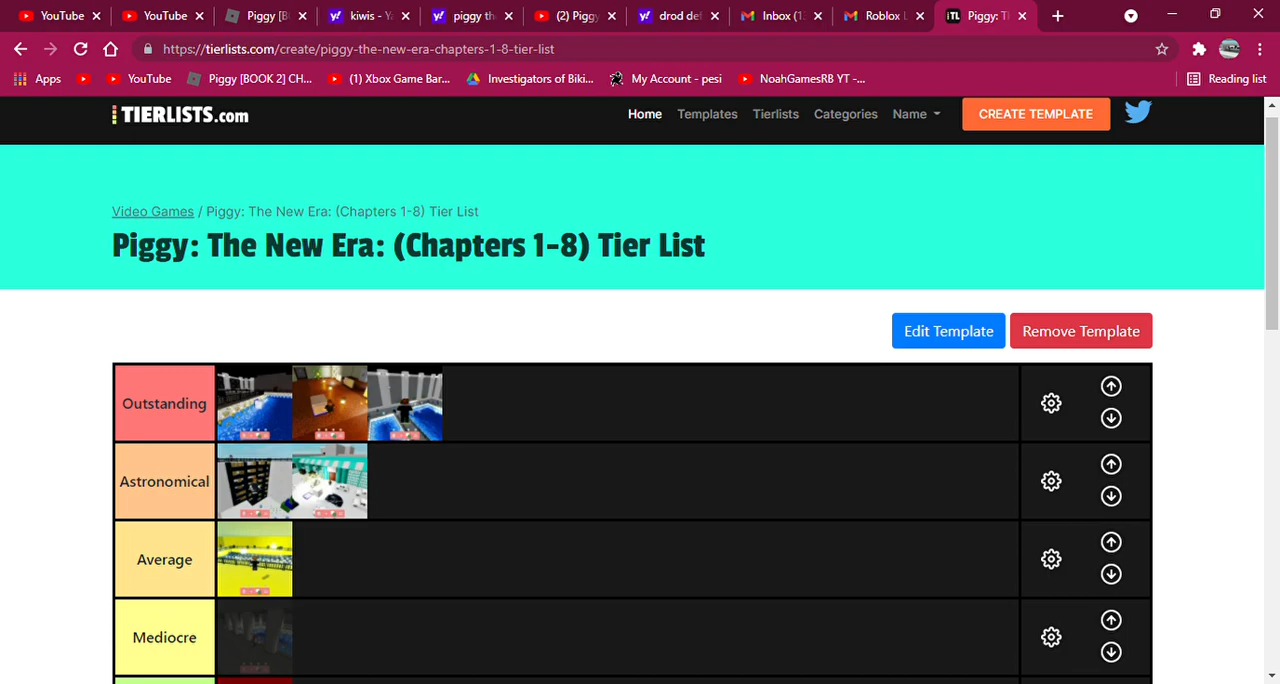 YouTube
YouTube
Piggy [B
kiwis - Ya
piggy the
(2) Piggy
drod def
Inbox (13
Roblox L
Piggy: Th
https://tierlists.com/create/piggy-the-new-era-chapters-1-8-tier-list
Apps
YouTube
Piggy [BOOK 2] CH...
(1) Xbox Game Bar...
Investigators of Biki...
My Account - pesi
NoahGamesRB YT -...
Reading list
TIERLISTS.com
Home
Templates
Tierlists
Categories
Name
CREATE TEMPLATE
Video Games / Piggy: The New Era: (Chapters 1-8) Tier List
Piggy: The New Era: (Chapters 1-8) Tier List
Edit Template
Remove Template
Outstanding
Astronomical
Average
Mediocre